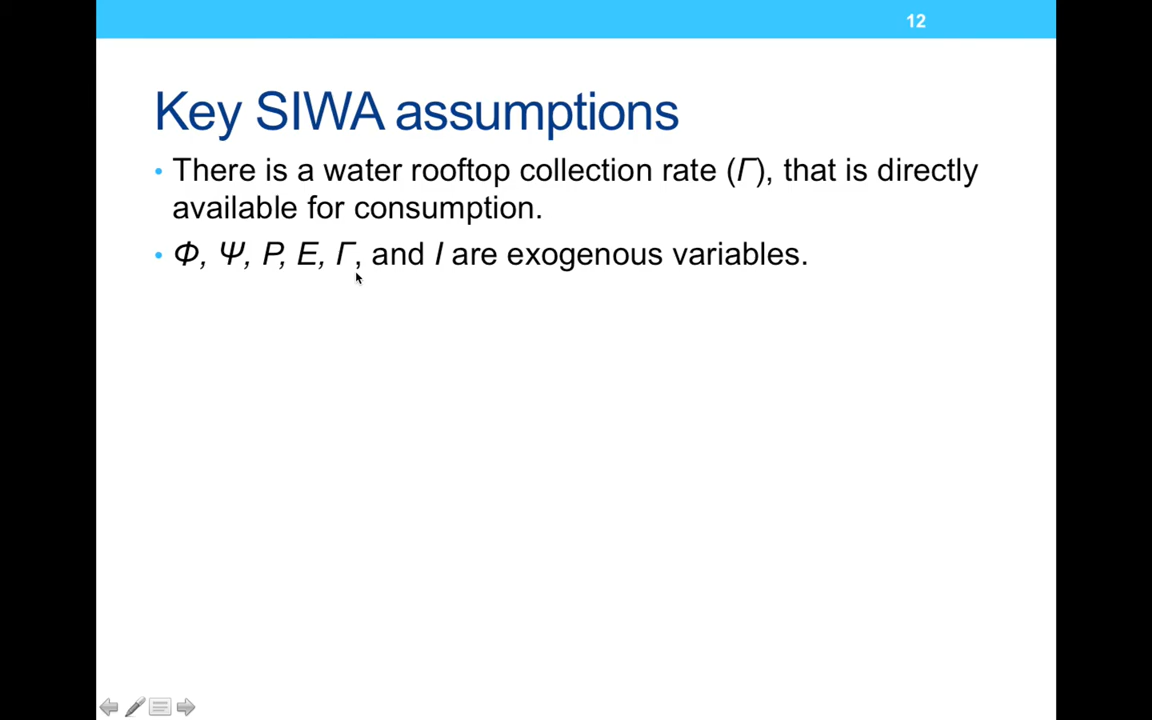 12
Key SIWA assumptions
• There is a water rooftop collection rate (Γ), that is directly
available for consumption.
• Φ, Ψ, P, E, Γ, and I are exogenous variables.